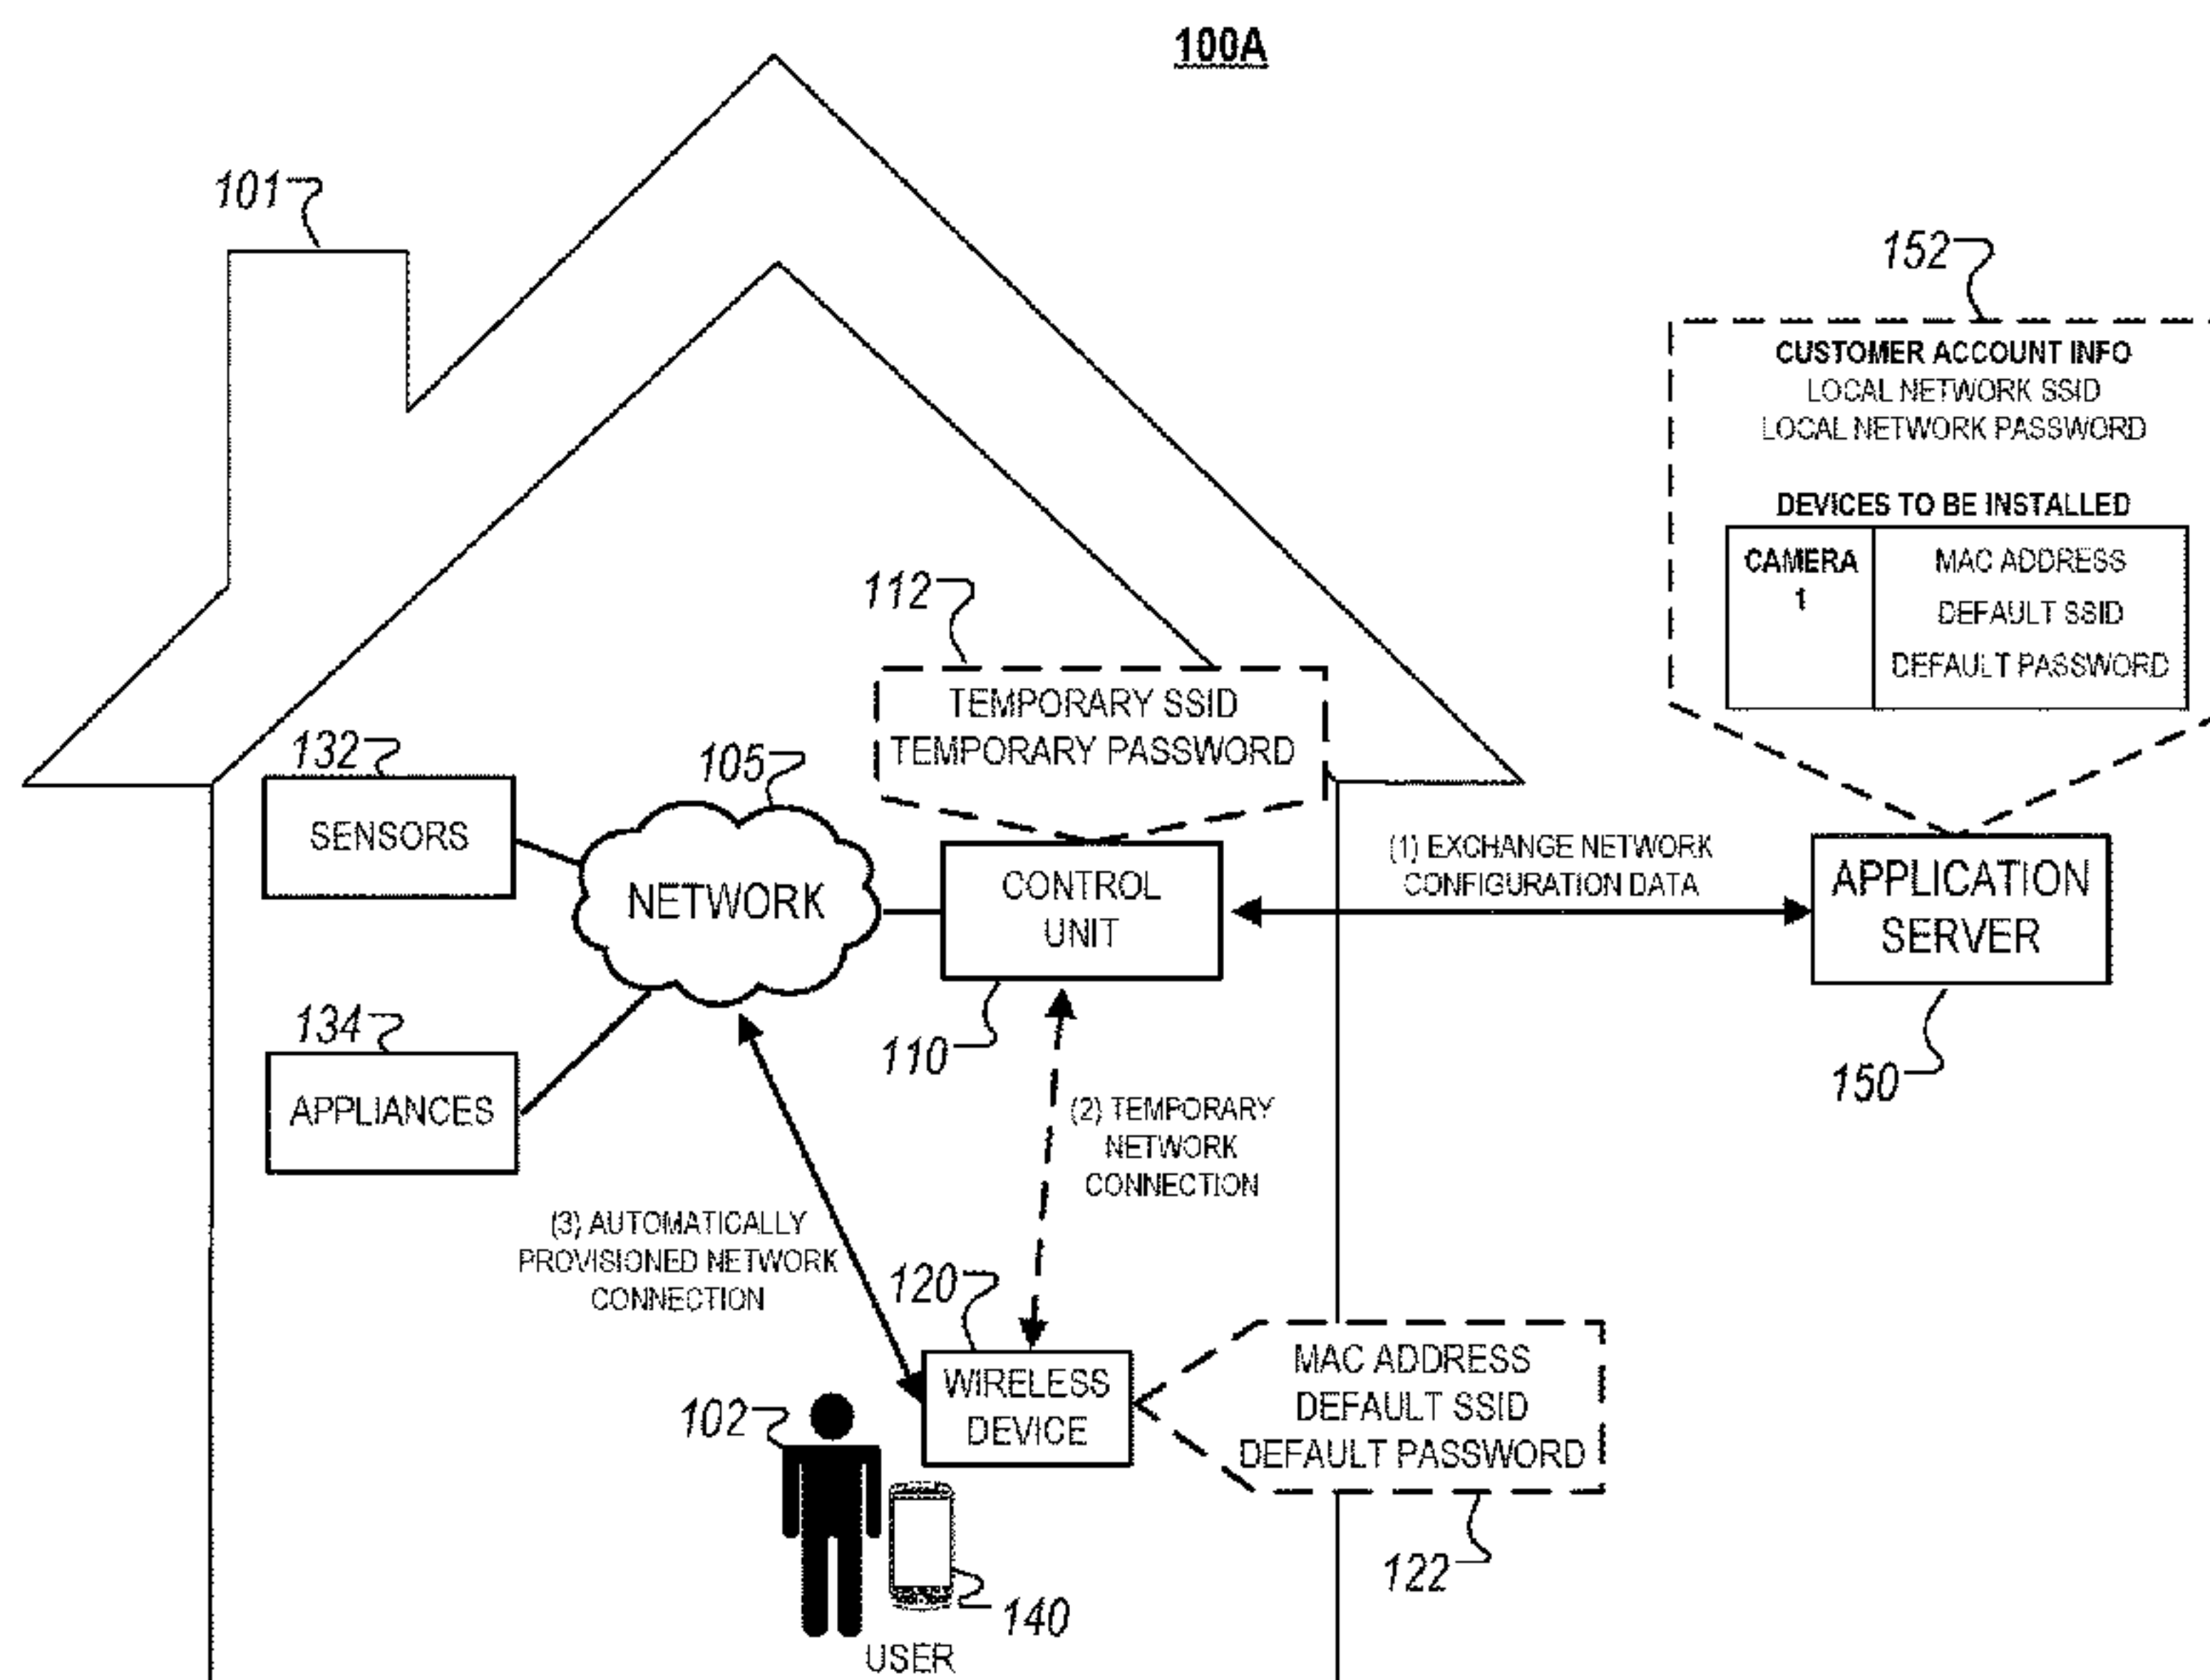 100A
101
152
CUSTOMER ACCOUNT INFO
LOCAL NETWORK SSID
LOCAL NETWORK PASSWORD
DEVICES TO BE INSTALLED
CAMERA
1
MAC ADDRESS
DEFAULT SSID
DEFAULT PASSWORD
112
TEMPORARY SSID
TEMPORARY PASSWORD
132
SENSORS
105
NETWORK
CONTROL
UNIT
110
(1) EXCHANGE NETWORK
CONFIGURATION DATA
APPLICATION
SERVER
150
134
APPLIANCES
(2) TEMPORARY
NETWORK
CONNECTION
(3) AUTOMATICALLY
PROVISIONED NETWORK
CONNECTION
120
WIRELESS
DEVICE
MAC ADDRESS
DEFAULT SSID
DEFAULT PASSWORD
122
102
140
USER